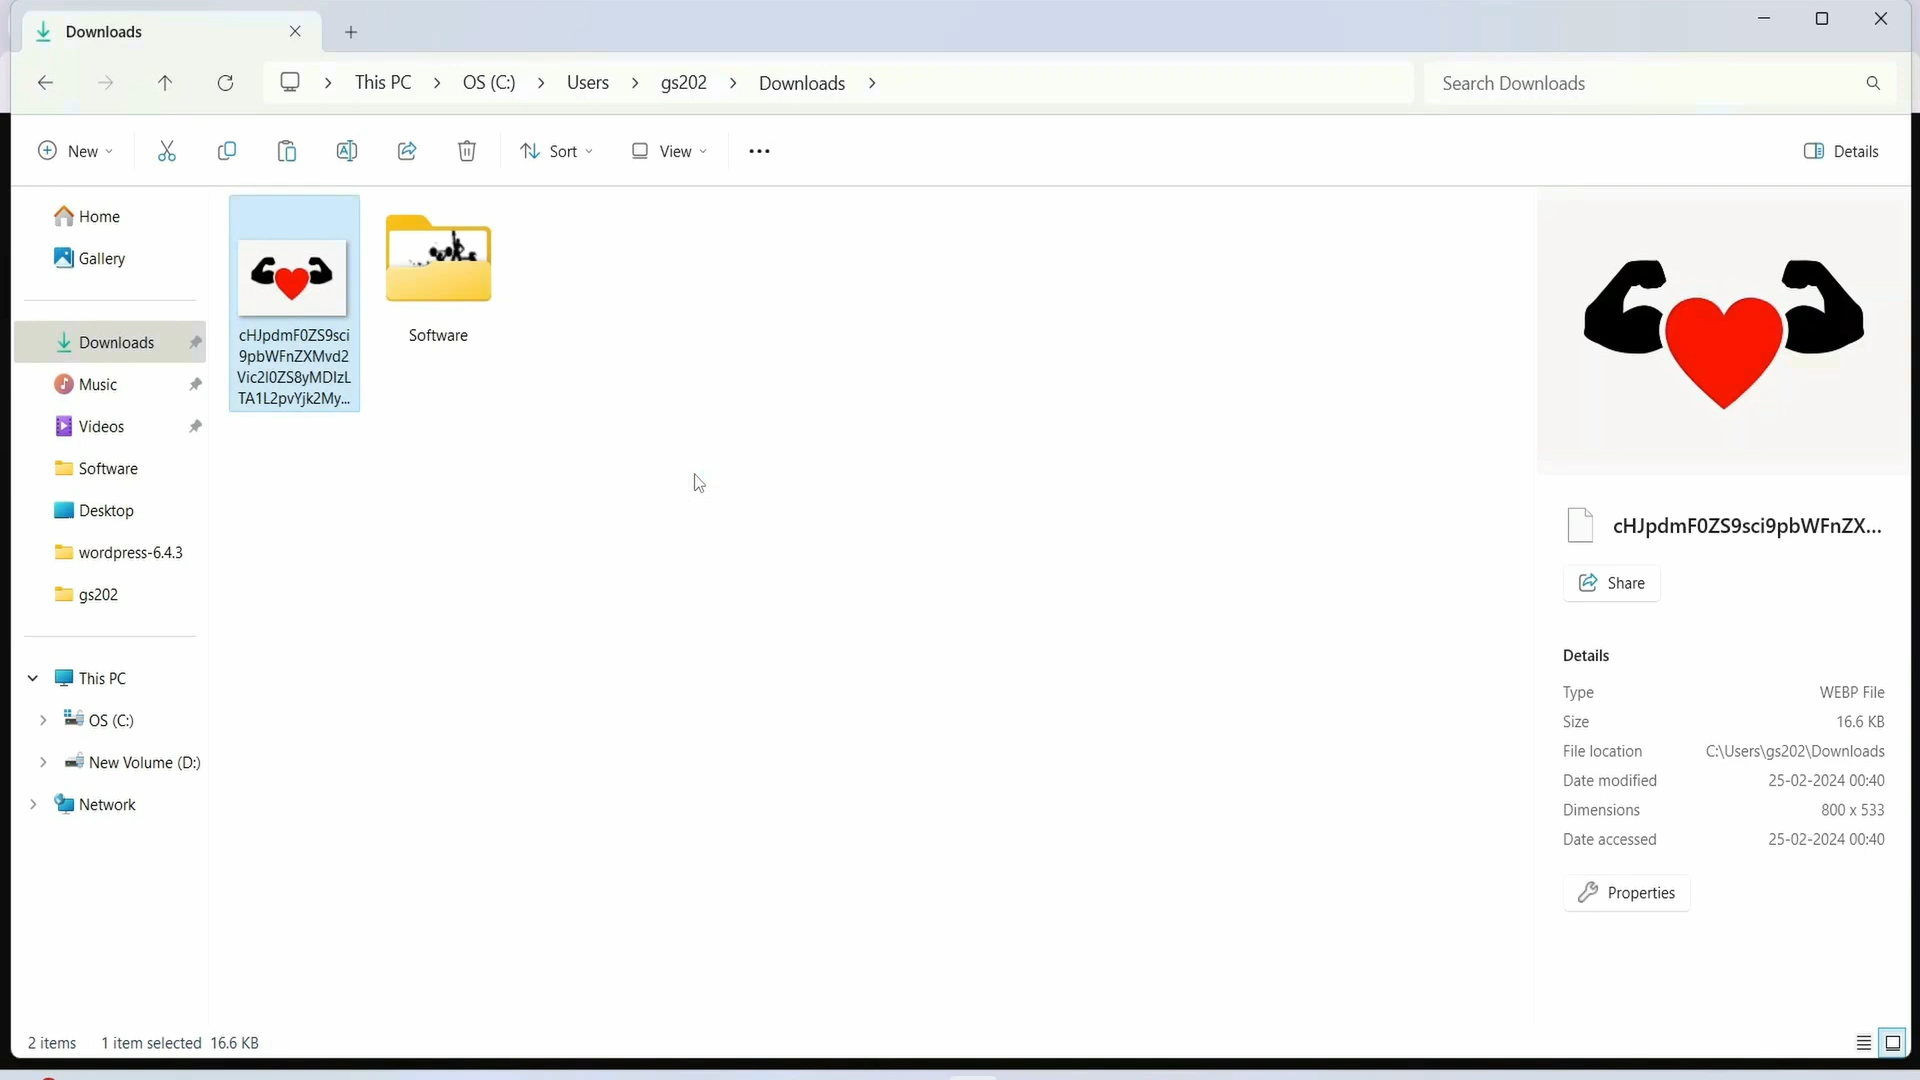 Downloads
This PC
OS (C:)
Users
gs202
Downloads
Search Downloads
New
Sort
View
Details
Home
Gallery
Downloads
Music
Videos
Software
Desktop
wordpress-6.4.3
gs202
This PC
OS (C:)
New Volume (D:)
Network
cHJpdmF0ZS9sci
9pbWFnZXMvd2
Vic2l0ZS8yMDIzL
TA1L2pvYjk2My...
Software
cHJpdmF0ZS9sci9pbWFnZX...
Share
Details
Type WEBP File
Size 16.6 KB
File location C:\Users\gs202\Downloads
Date modified 25-02-2024 00:40
Dimensions 800 x 533
Date accessed 25-02-2024 00:40
Properties
2 items 1 item selected 16.6 KB